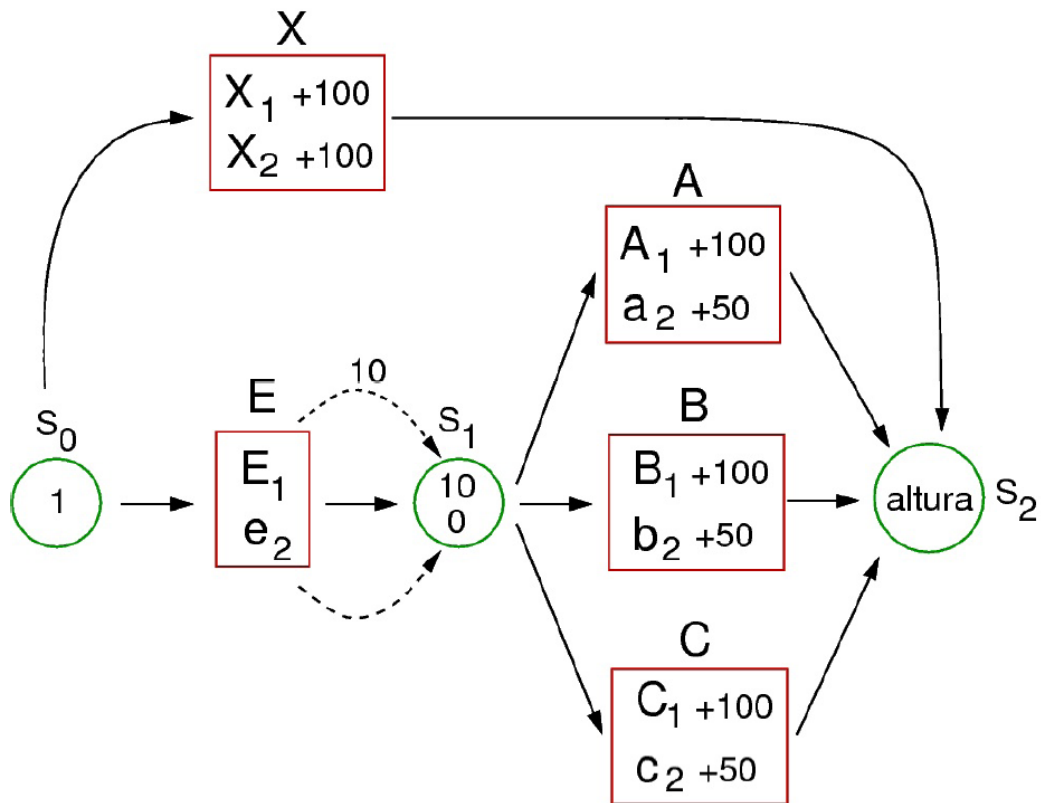 X
X₁ +100
X₂ +100
A
A₁ +100
a₂ +50
10
E
S₀
S₁
B
E₁
e₂
1
10
0
B₁ +100
b₂ +50
altura
S₂
C
C₁ +100
c₂ +50